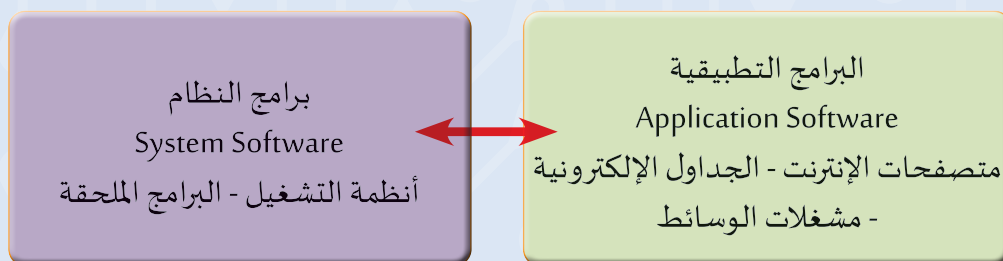 البرامج التطبيقية
Application Software
متصفحات الإنترنت - الجداول الإلكترونية
- مشغلات الوسائط
برامج النظام
System Software
أنظمة التشغيل - البرامج الملحقة